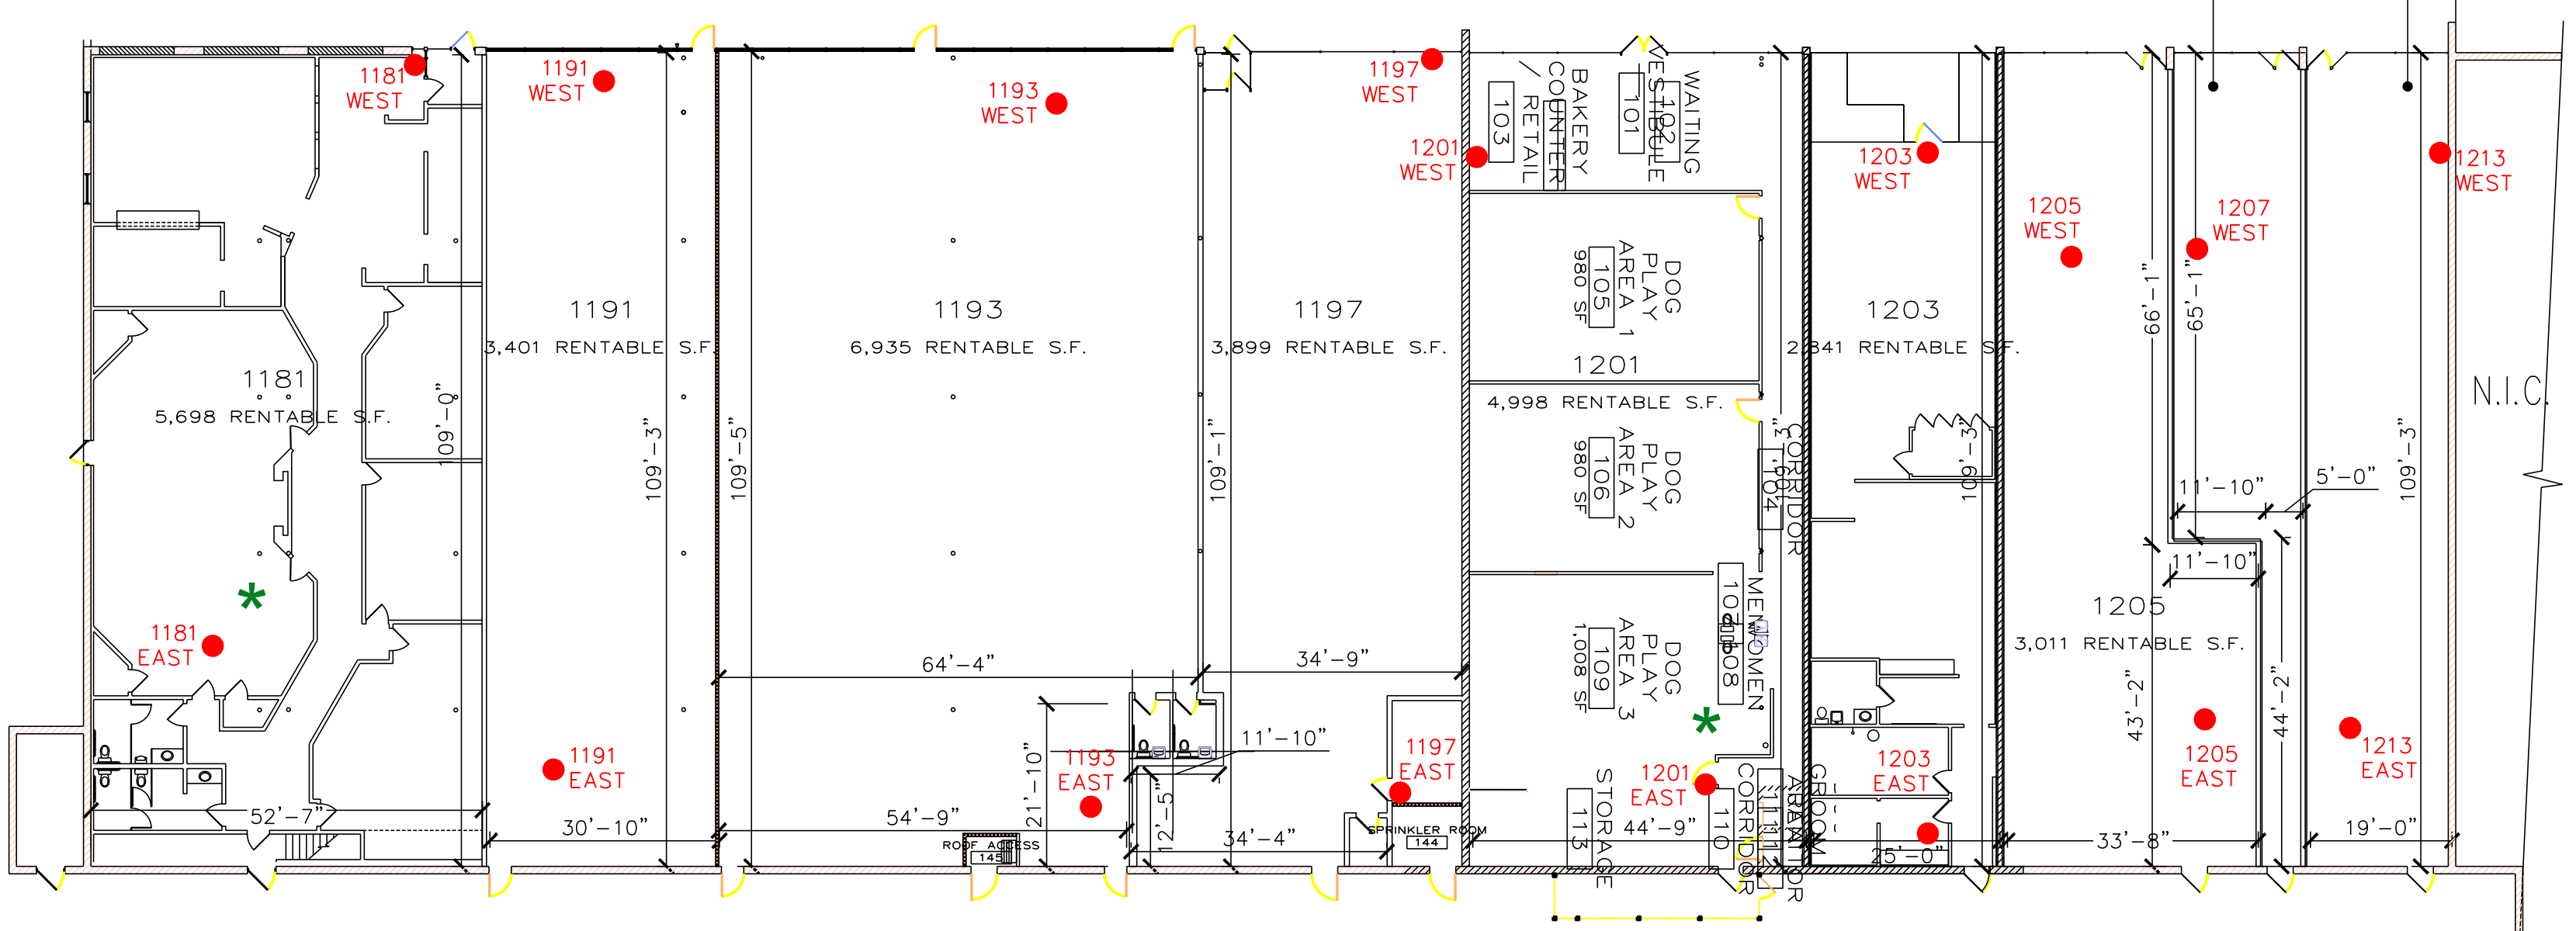 1181
WEST
1191
WEST
1193
WEST
1197
WEST
1201
WEST
1203
WEST
1205
WEST
1207
WEST
1213
WEST
WAITING
102
VESTIBULE
101
BAKERY
COUNTER
/ RETAIL
103
1181
5,698 RENTABLE S.F.
1191
3,401 RENTABLE S.F.
1193
6,935 RENTABLE S.F.
1197
3,899 RENTABLE S.F.
1201
4,998 RENTABLE S.F.
1203
2,841 RENTABLE S.F.
1205
3,011 RENTABLE S.F.
N.I.C.
DOG
PLAY
AREA 1
105
980 SF
DOG
PLAY
AREA 2
106
980 SF
DOG
PLAY
AREA 3
109
1,008 SF
CORRIDOR
104
MEN
107
WOMEN
108
109'-0"
109'-3"
109'-5"
109'-1"
109'-3"
66'-1"
65'-1"
109'-3"
11'-10"
5'-0"
11'-10"
43'-2"
44'-2"
64'-4"
34'-9"
*
*
1181
EAST
1191
EAST
1193
EAST
1197
EAST
1201
EAST
1203
EAST
1205
EAST
1213
EAST
21'-10"
11'-10"
12'-5"
52'-7"
30'-10"
54'-9"
34'-4"
44'-9"
25'-0"
33'-8"
19'-0"
ROOF ACCESS
145
SPRINKLER ROOM
144
STORAGE
113
CORRIDOR
110
JANITOR
GROOM